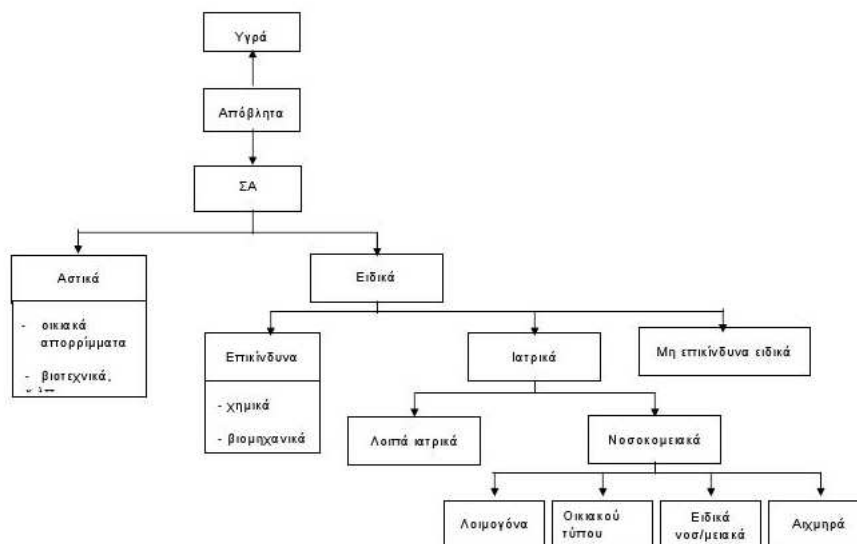 Υγρά
Απόβλητα
ΣΑ
Αστικά
- οικιακά
απορρίμματα
- βιοτεχνικά,
Ειδικά
Επικίνδυνα
- χημικά
- βιομηχανικά
Ιατρικά
Μη επικίνδυνα ειδικά
Λοιπά ιατρικά
Νοσοκομειακά
Λοιμογόνα
Οικιακού
τύπου
Ειδικά
νοσ/μειακά
Αιχμηρά